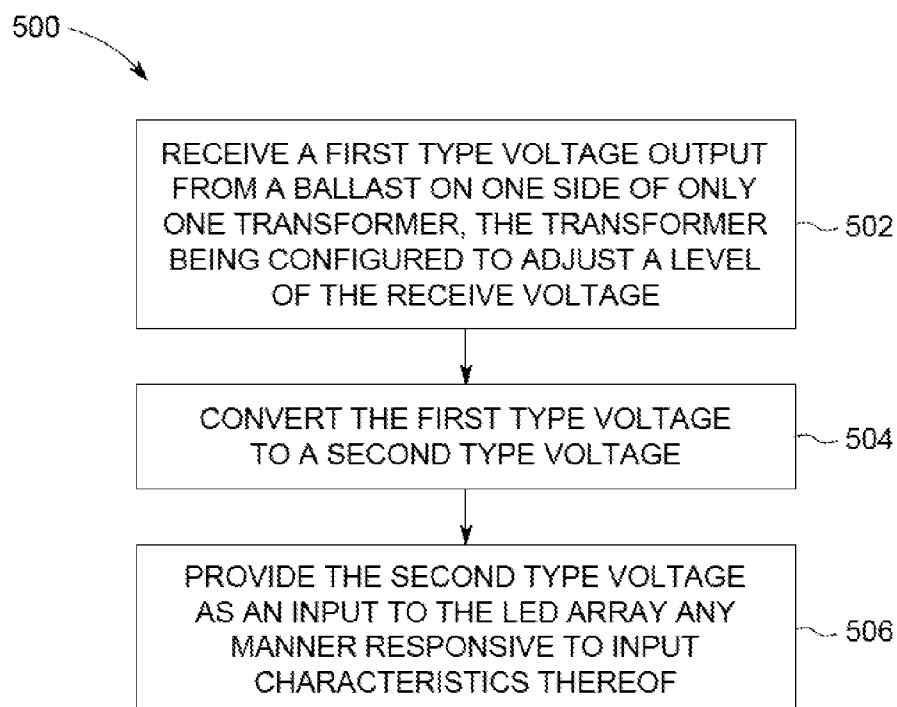 500
RECEIVE A FIRST TYPE VOLTAGE OUTPUT
FROM A BALLAST ON ONE SIDE OF ONLY
ONE TRANSFORMER, THE TRANSFORMER
BEING CONFIGURED TO ADJUST A LEVEL
OF THE RECEIVE VOLTAGE
502
CONVERT THE FIRST TYPE VOLTAGE
TO A SECOND TYPE VOLTAGE
504
PROVIDE THE SECOND TYPE VOLTAGE
AS AN INPUT TO THE LED ARRAY ANY
MANNER RESPONSIVE TO INPUT
CHARACTERISTICS THEREOF
506